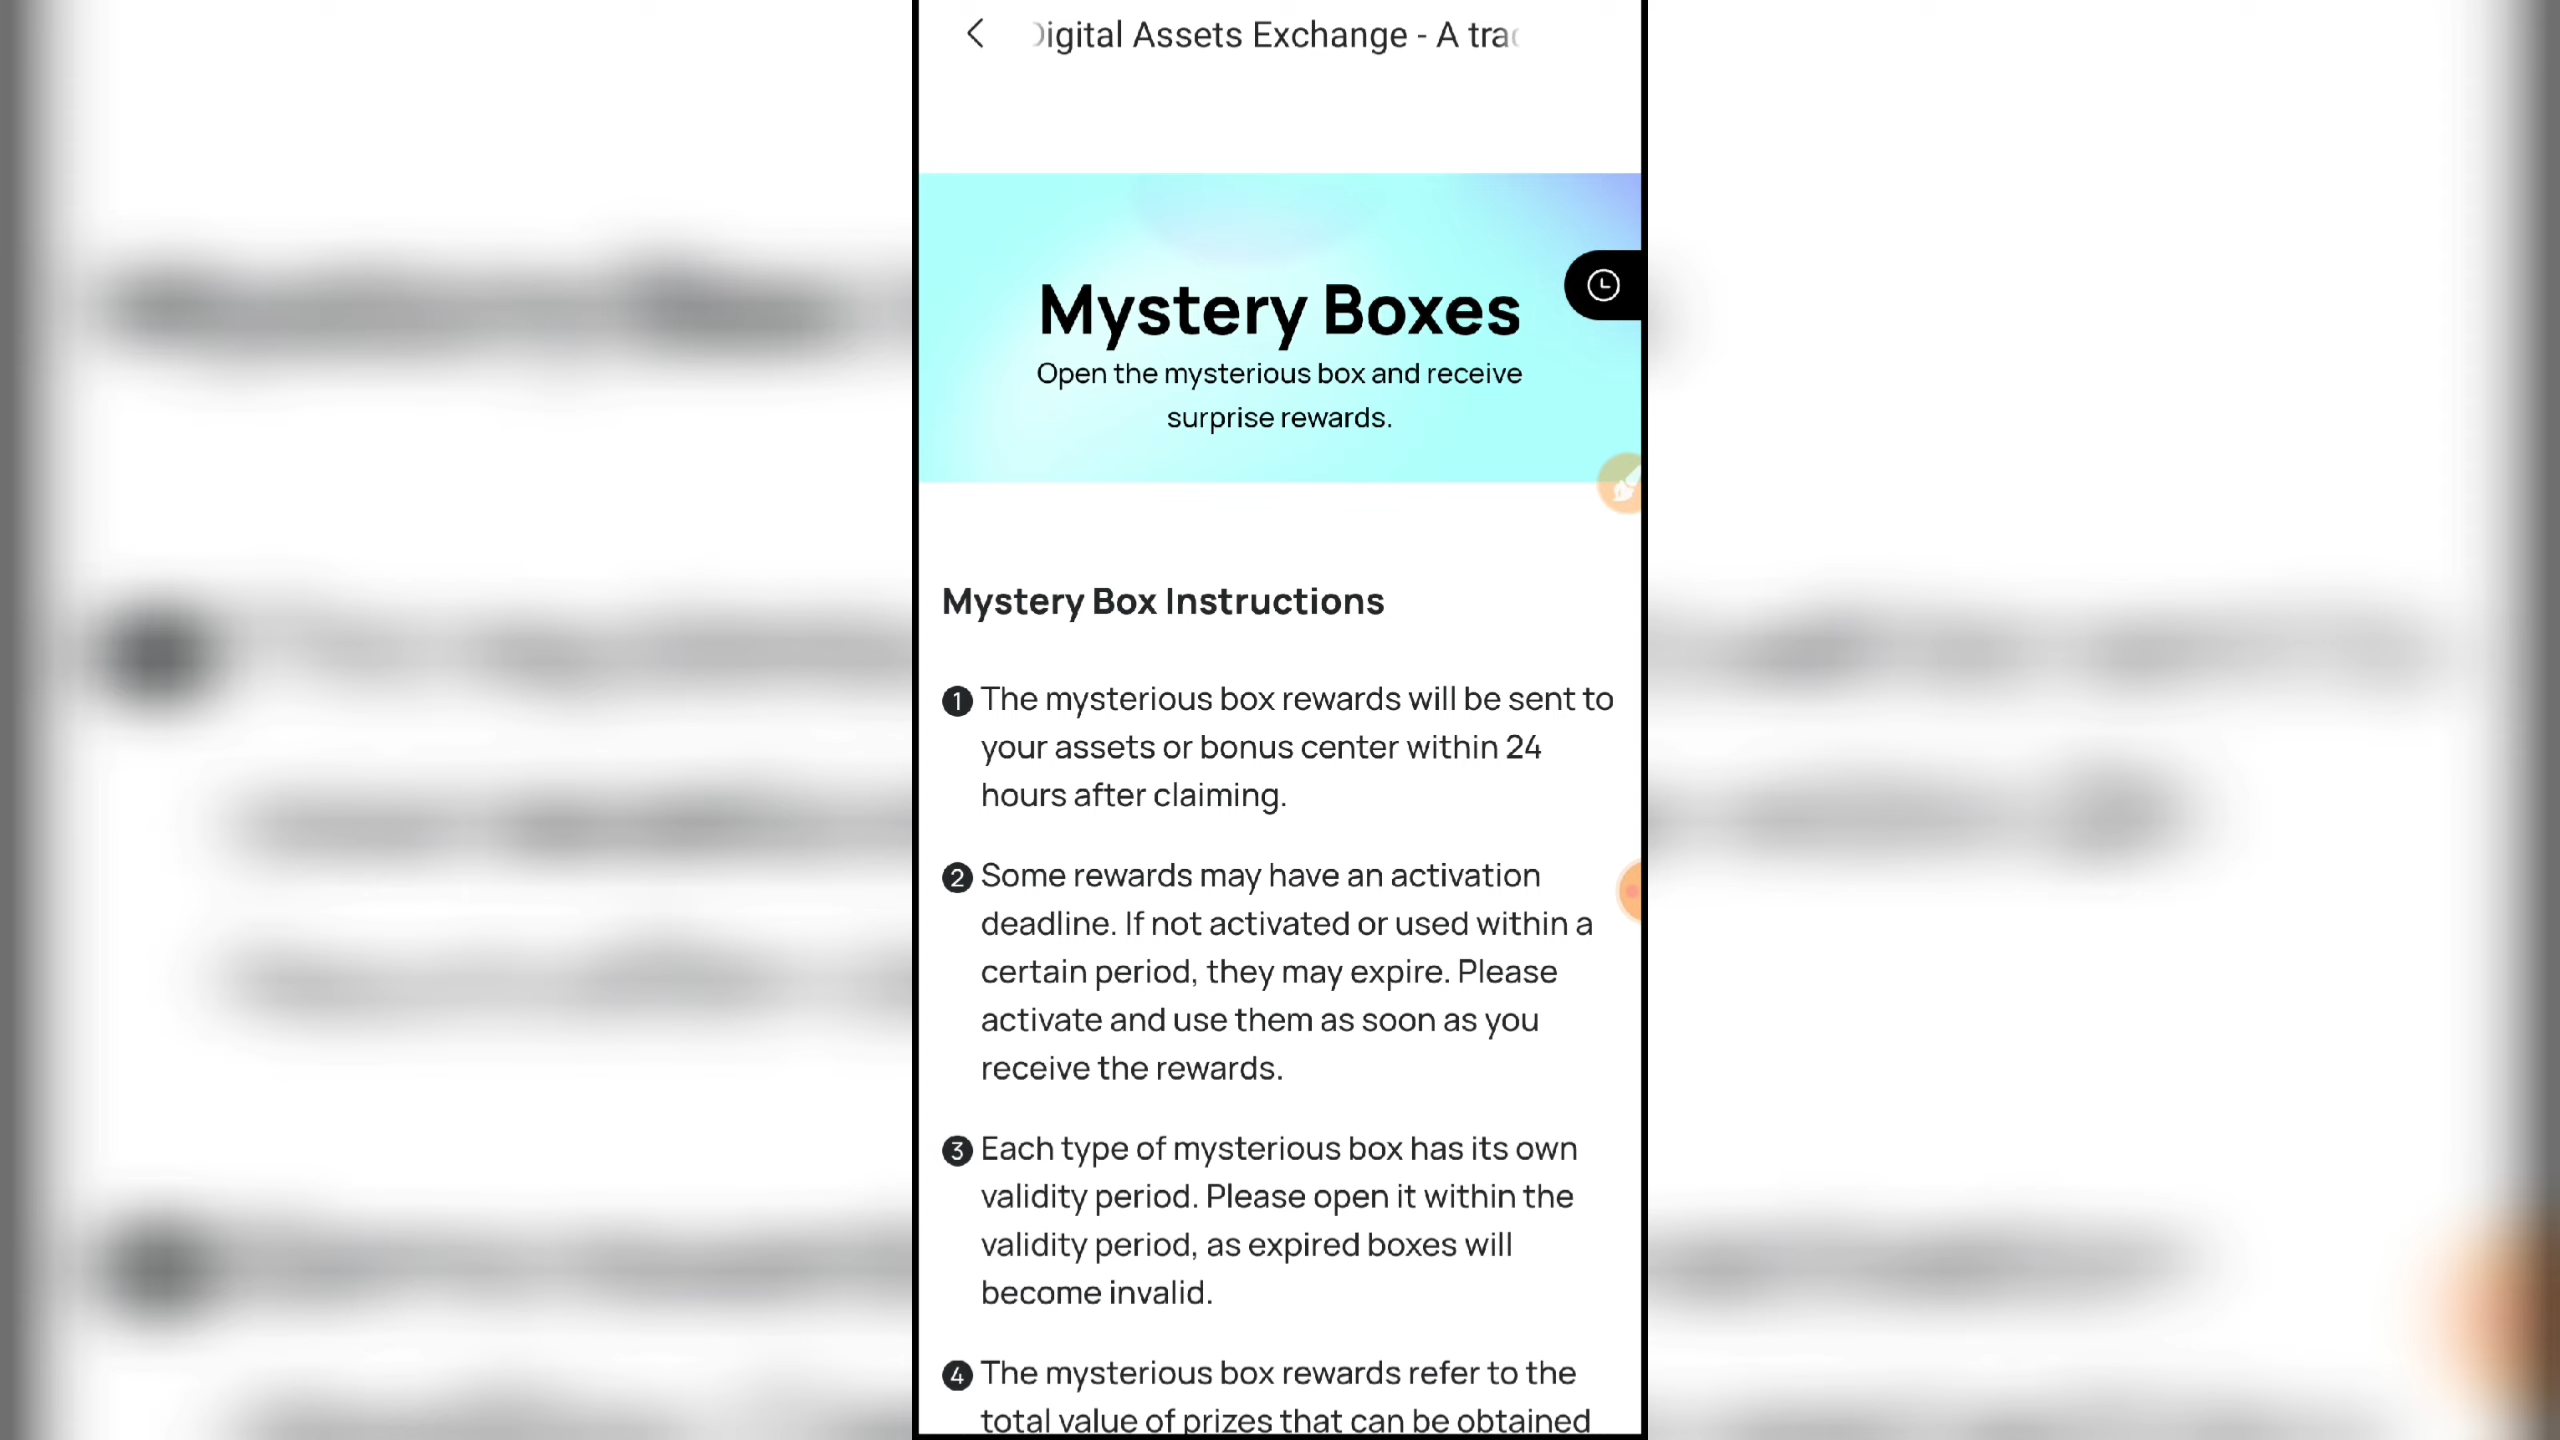 Digital Assets Exchange - A trad
Mystery Boxes
Open the mysterious box and receive
surprise rewards.
Mystery Box Instructions
1 The mysterious box rewards will be sent to
your assets or bonus center within 24
hours after claiming.
2 Some rewards may have an activation
deadline. If not activated or used within a
certain period, they may expire. Please
activate and use them as soon as you
receive the rewards.
3 Each type of mysterious box has its own
validity period. Please open it within the
validity period, as expired boxes will
become invalid.
4 The mysterious box rewards refer to the
total value of prizes that can be obtained